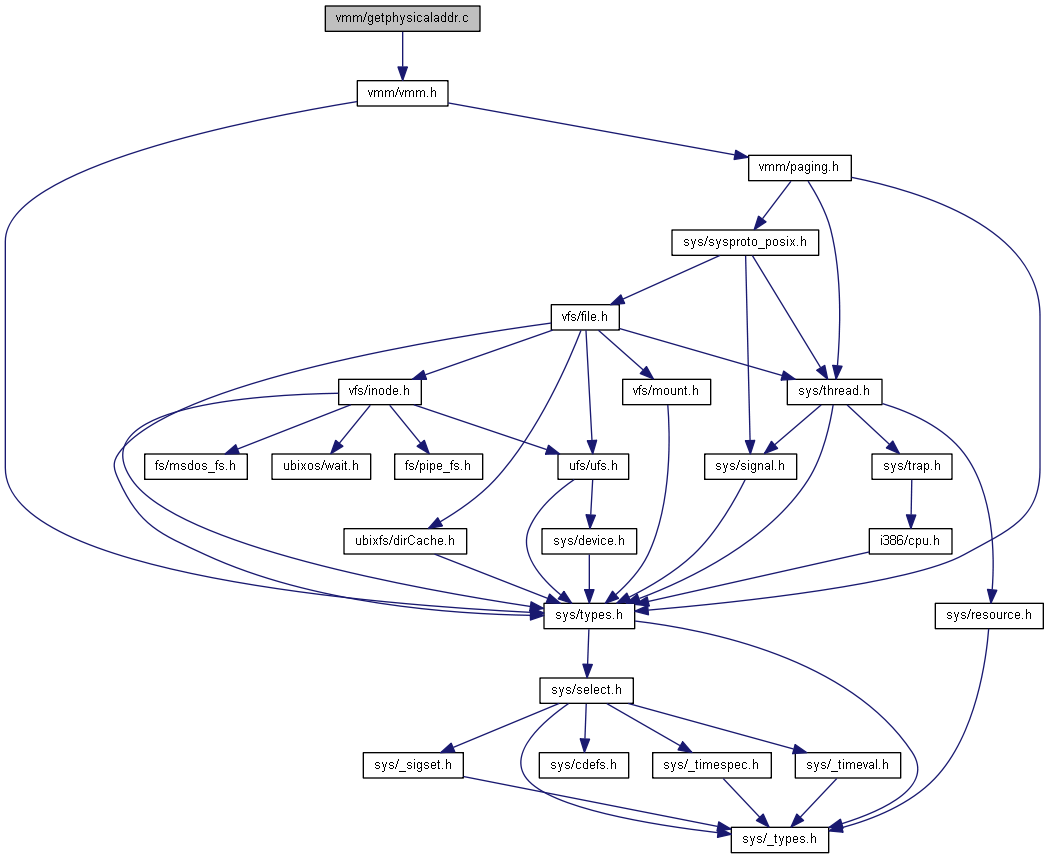 vmm/getphysicaladdr.c
vmm/vmm.h
vmm/paging.h
sys/sysproto_posix.h
vfs/file.h
vfs/inode.h
vfs/mount.h
sys/thread.h
fs/msdos_fs.h
ubixos/wait.h
fs/pipe_fs.h
ufs/ufs.h
sys/signal.h
sys/trap.h
ubixfs/dirCache.h
sys/device.h
i386/cpu.h
sys/types.h
sys/resource.h
sys/select.h
sys/_sigset.h
sys/cdefs.h
sys/_timespec.h
sys/_timeval.h
sys/_types.h